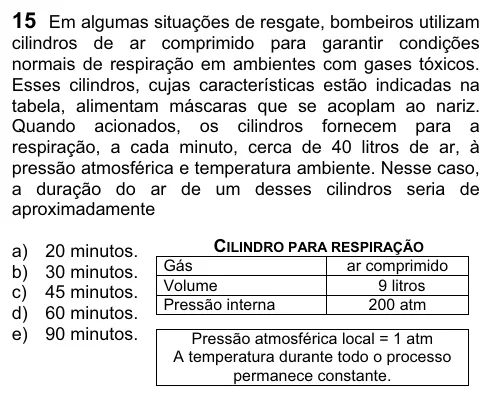 15 Em algumas situações de resgate, bombeiros utilizam
cilindros de ar comprimido para garantir condições
normais de respiração em ambientes com gases tóxicos.
Esses cilindros, cujas características estão indicadas na
tabela, alimentam máscaras que se acoplam ao nariz.
Quando acionados, os cilindros fornecem para a
respiração, a cada minuto, cerca de 40 litros de ar, à
pressão atmosférica e temperatura ambiente. Nesse caso,
a duração do ar de um desses cilindros seria de
aproximadamente
a) 20 minutos.
b) 30 minutos.
c) 45 minutos.
d) 60 minutos.
e) 90 minutos.
CILINDRO PARA RESPIRAÇÃO
Gás ar comprimido
Volume 9 litros
Pressão interna 200 atm
Pressão atmosférica local = 1 atm
A temperatura durante todo o processo
permanece constante.